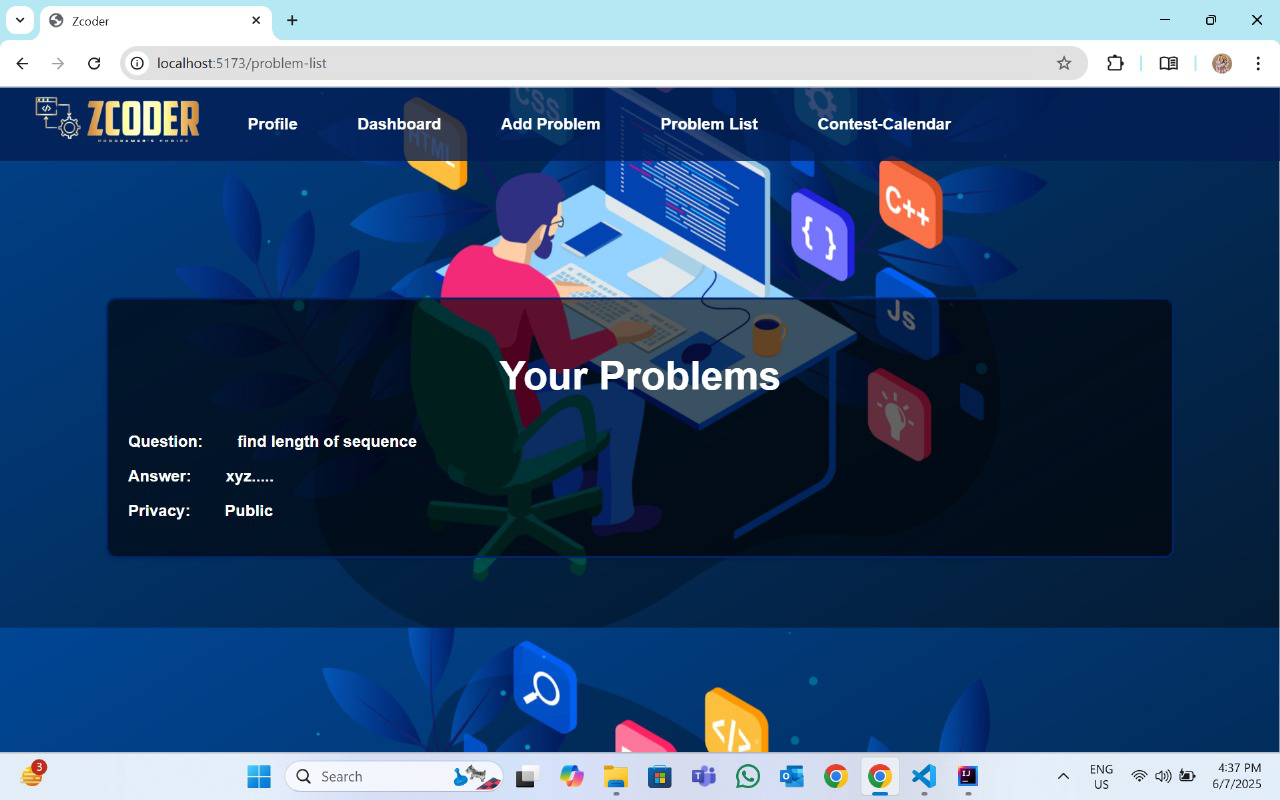 Zcoder
localhost:5173/problem-list
ZCODER
Profile
Dashboard
Add Problem
Problem List
Contest-Calendar
CSS
HTML
C++
{ }
Js
Your Problems
Question: find length of sequence
Answer: xyz.....
Privacy: Public
</>
3
Search
ENG
US
4:37 PM
6/7/2025